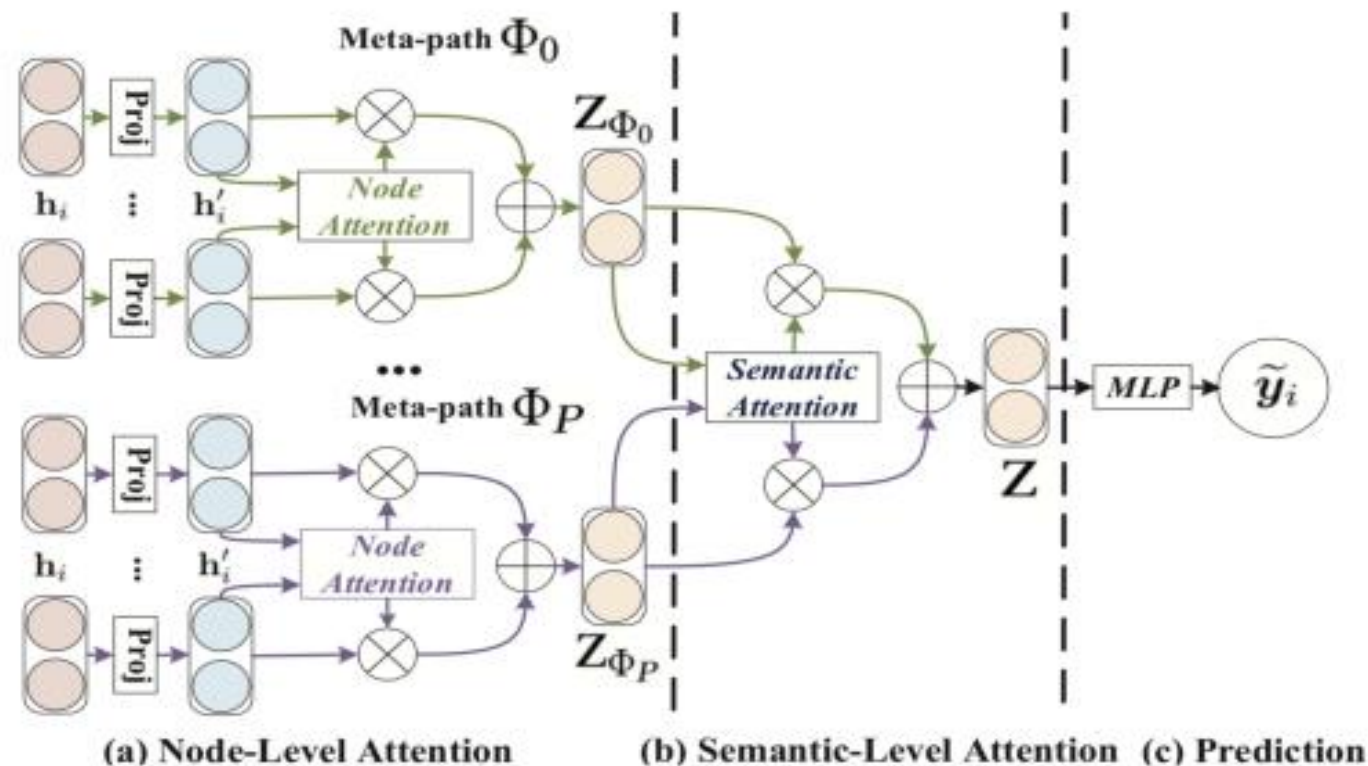 Meta-path Φ₀
Proj
h_i
...
h'_i
Node
Attention
Proj
Z_Φ₀
...
Meta-path Φ_P
Proj
h_i
...
h'_i
Node
Attention
Proj
Z_Φ_P
Semantic
Attention
Z
MLP
ỹ_i
(a) Node-Level Attention
(b) Semantic-Level Attention
(c) Prediction